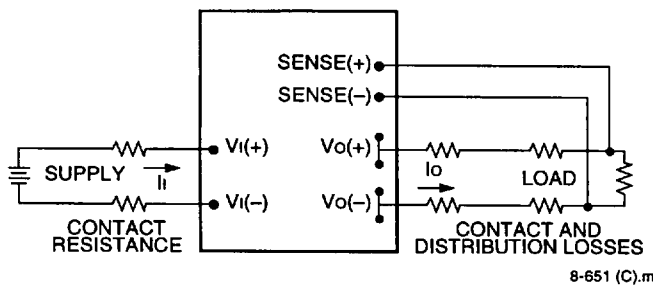 SENSE(+)
SENSE(–)
SUPPLY
II
VI(+)
VI(–)
VO(+)
VO(–)
IO
LOAD
CONTACT
RESISTANCE
CONTACT AND
DISTRIBUTION LOSSES
8-651 (C).m